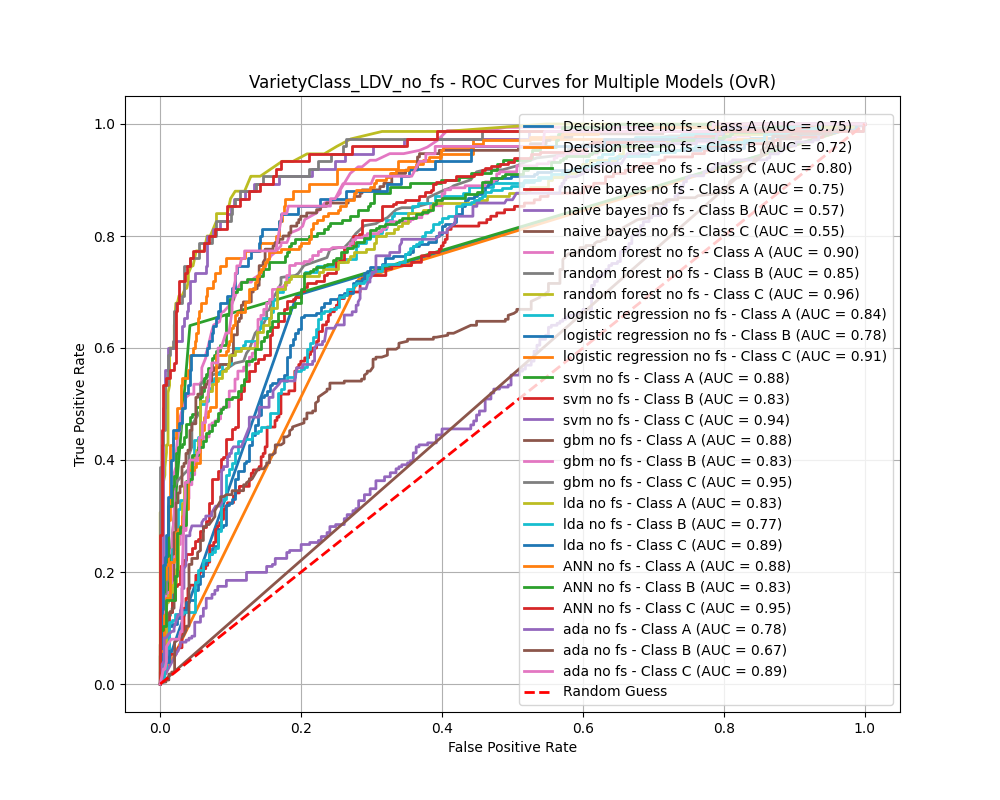 VarietyClass_LDV_no_fs - ROC Curves for Multiple Models (OvR)
True Positive Rate
1.0
0.8
0.6
0.4
0.2
0.0
Decision tree no fs - Class A (AUC = 0.75)
Decision tree no fs - Class B (AUC = 0.72)
Decision tree no fs - Class C (AUC = 0.80)
naive bayes no fs - Class A (AUC = 0.75)
naive bayes no fs - Class B (AUC = 0.57)
naive bayes no fs - Class C (AUC = 0.55)
random forest no fs - Class A (AUC = 0.90)
random forest no fs - Class B (AUC = 0.85)
random forest no fs - Class C (AUC = 0.96)
logistic regression no fs - Class A (AUC = 0.84)
logistic regression no fs - Class B (AUC = 0.78)
logistic regression no fs - Class C (AUC = 0.91)
svm no fs - Class A (AUC = 0.88)
svm no fs - Class B (AUC = 0.83)
svm no fs - Class C (AUC = 0.94)
gbm no fs - Class A (AUC = 0.88)
gbm no fs - Class B (AUC = 0.83)
gbm no fs - Class C (AUC = 0.95)
lda no fs - Class A (AUC = 0.83)
lda no fs - Class B (AUC = 0.77)
lda no fs - Class C (AUC = 0.89)
ANN no fs - Class A (AUC = 0.88)
ANN no fs - Class B (AUC = 0.83)
ANN no fs - Class C (AUC = 0.95)
ada no fs - Class A (AUC = 0.78)
ada no fs - Class B (AUC = 0.67)
ada no fs - Class C (AUC = 0.89)
Random Guess
0.0 0.2 0.4 0.6 0.8 1.0
False Positive Rate